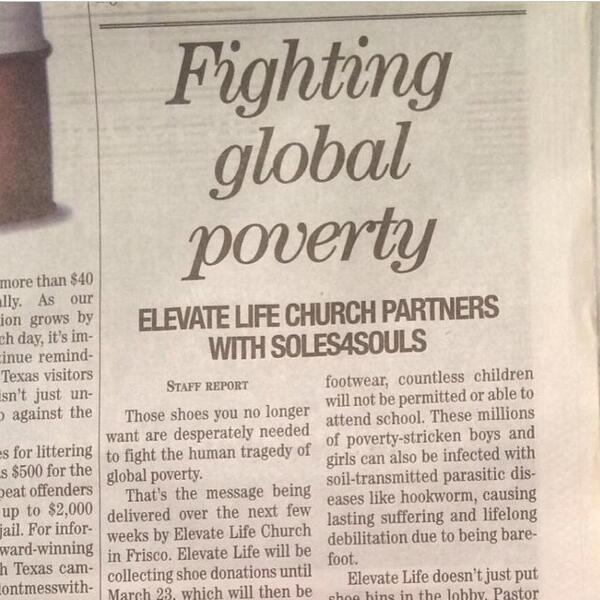 more than $40
ally. As our
ion grows by
ch day, it's im-
tinue remind-
Texas visitors
isn't just un-
against the
es for littering
s $500 for the
peat offenders
up to $2,000
jail. For infor-
ward-winning
h Texas cam-
lontmesswith-
Fighting
global
poverty
ELEVATE LIFE CHURCH PARTNERS
WITH SOLES4SOULS
STAFF REPORT
Those shoes you no longer
want are desperately needed
to fight the human tragedy of
global poverty.
That's the message being
delivered over the next few
weeks by Elevate Life Church
in Frisco. Elevate Life will be
collecting shoe donations until
March 23, which will then be
footwear, countless children
will not be permitted or able to
attend school. These millions
of poverty-stricken boys and
girls can also be infected with
soil-transmitted parasitic dis-
eases like hookworm, causing
lasting suffering and lifelong
debilitation due to being bare-
foot.
Elevate Life doesn't just put
shoe bins in the lobby. Pastor